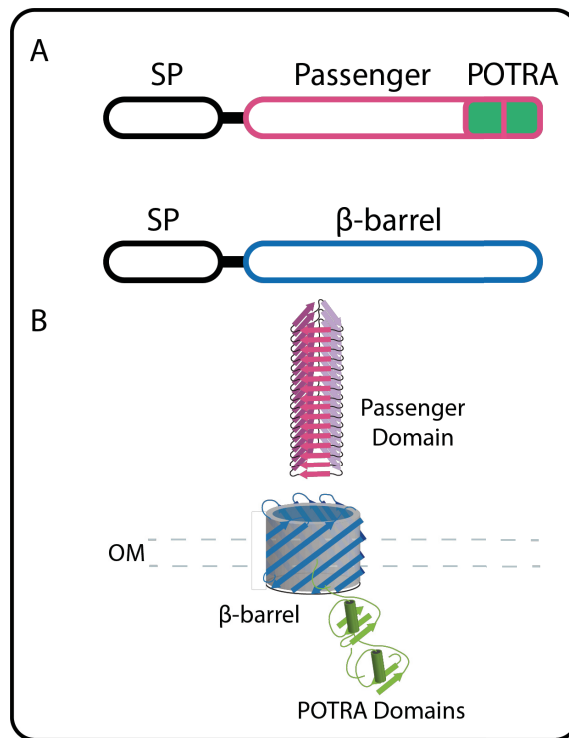 A
SP Passenger POTRA
SP β-barrel
B
Passenger
Domain
OM
β-barrel
POTRA Domains